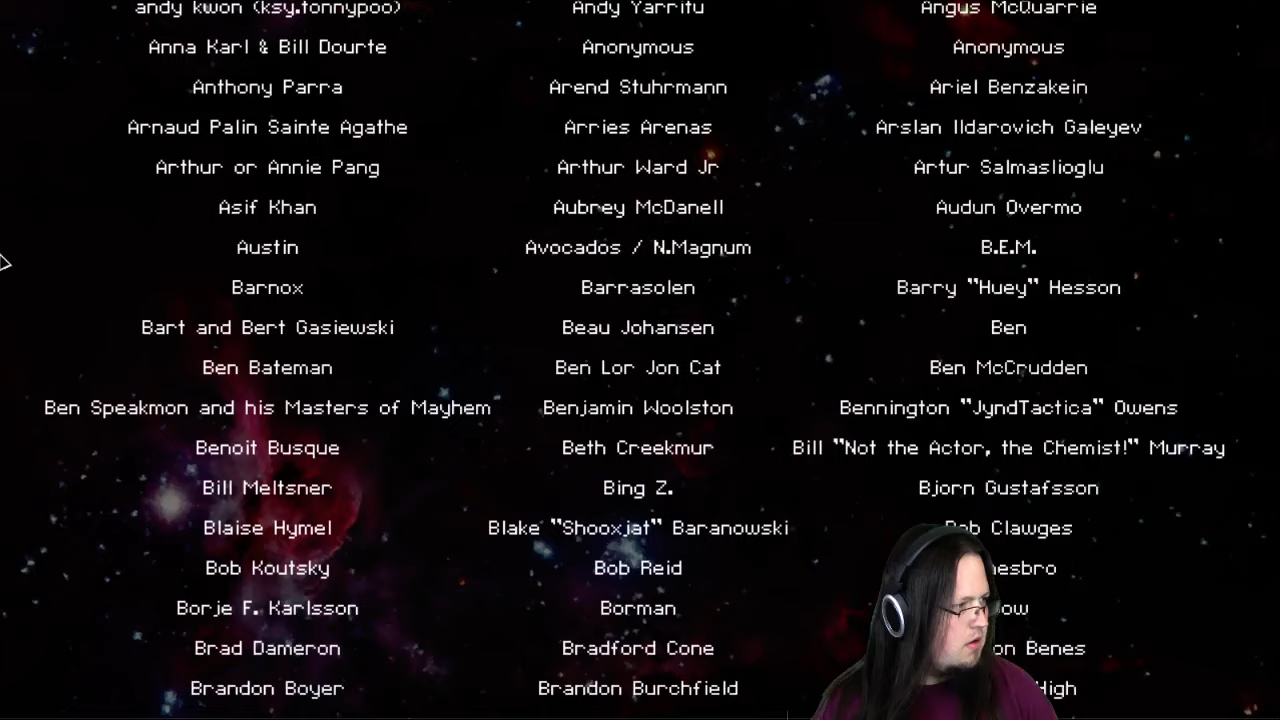 andy kwon (ksy.tonnypoo) Andy Yarritu Angus McQuarrie
Anna Karl & Bill Dourte Anonymous Anonymous
Anthony Parra Arend Stuhrmann Ariel Benzakein
Arnaud Palin Sainte Agathe Arries Arenas Arslan Ildarovich Galeyev
Arthur or Annie Pang Arthur Ward Jr Artur Salmaslioglu
Asif Khan Aubrey McDanell Audun Overmo
Austin Avocados / N.Magnum B.E.M.
Barnox Barrasolen Barry "Huey" Hesson
Bart and Bert Gasiewski Beau Johansen Ben
Ben Bateman Ben Lor Jon Cat Ben McCrudden
Ben Speakmon and his Masters of Mayhem Benjamin Woolston Bennington "JyndTactica" Owens
Benoit Busque Beth Creekmur Bill "Not the Actor, the Chemist!" Murray
Bill Meltsner Bing Z. Bjorn Gustafsson
Blaise Hymel Blake "Shooxjat" Baranowski Bob Clawges
Bob Koutsky Bob Reid
Borje F. Karlsson Borman
Brad Dameron Bradford Cone Benes
Brandon Boyer Brandon Burchfield High